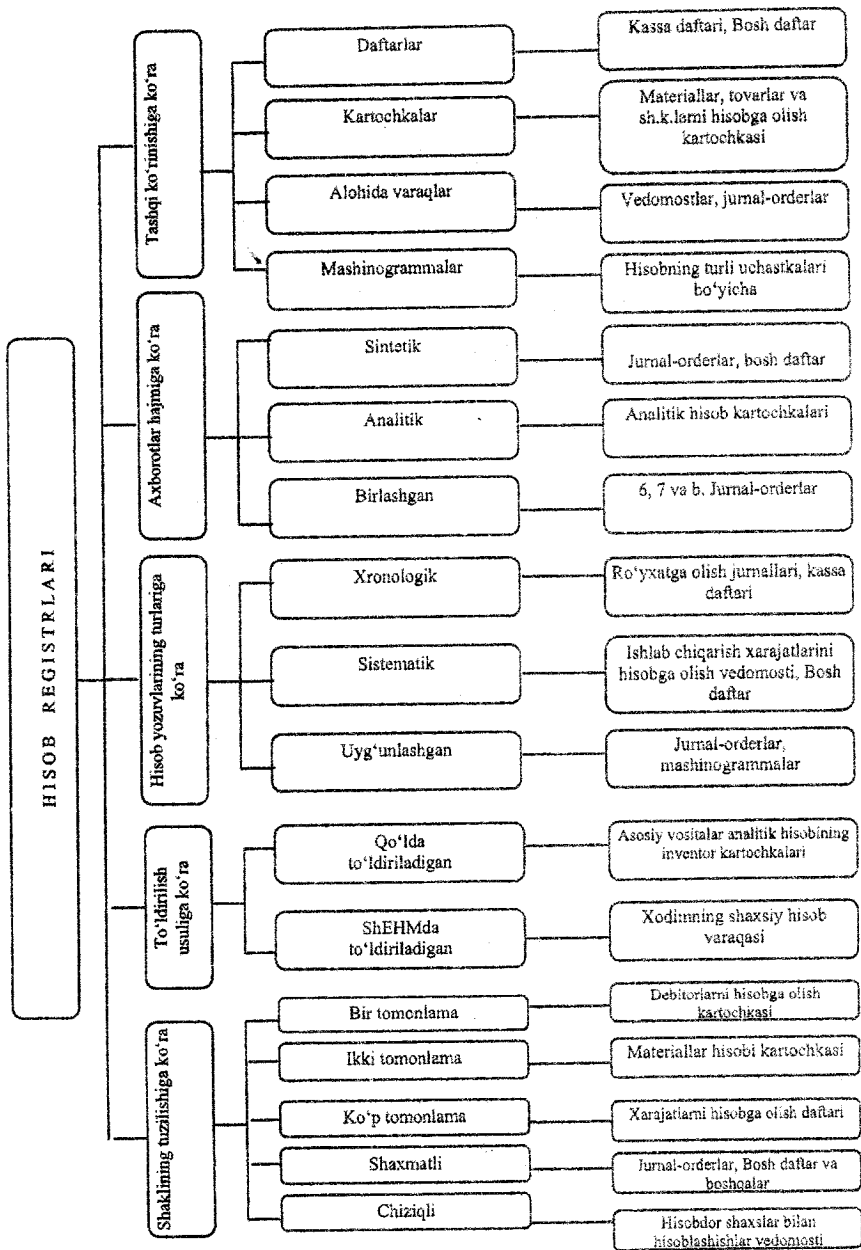 HISOB REGISTRLARI
Tashqi ko‘rinishiga ko‘ra
Daftarlar
Kassa daftari, Bosh daftar
Kartochkalar
Materiallar, tovarlar va
sh.k.larni hisobga olish
kartochkasi
Alohida varaqlar
Vedomostlar, jurnal-orderlar
Mashinogrammalar
Hisobning turli uchastkalari
bo‘yicha
Axborotlar hajmiga ko‘ra
Sintetik
Jurnal-orderlar, bosh daftar
Analitik
Analitik hisob kartochkalari
Birlashgan
6, 7 va b. Jurnal-orderlar
Hisob yozuvlarining turlariga
ko‘ra
Xronologik
Ro‘yxatga olish jurnallari, kassa
daftari
Sistematik
Ishlab chiqarish xarajatlarini
hisobga olish vedomosti, Bosh
daftar
Uyg‘unlashgan
Jurnal-orderlar,
mashinogrammalar
To‘ldirilish
usuliga ko‘ra
Qo‘lda
to‘ldiriladigan
Asosiy vositalar analitik hisobining
inventor kartochkalari
ShEHMda
to‘ldiriladigan
Xodimning shaxsiy hisob
varaqasi
Shaklining tuzilishiga ko‘ra
Bir tomonlama
Debitorlarni hisobga olish
kartochkasi
Ikki tomonlama
Materiallar hisobi kartochkasi
Ko‘p tomonlama
Xarajatlarni hisobga olish daftari
Shaxmatli
Jurnal-orderlar, Bosh daftar va
boshqalar
Chiziqli
Hisobdor shaxslar bilan
hisoblashishlar vedomosti